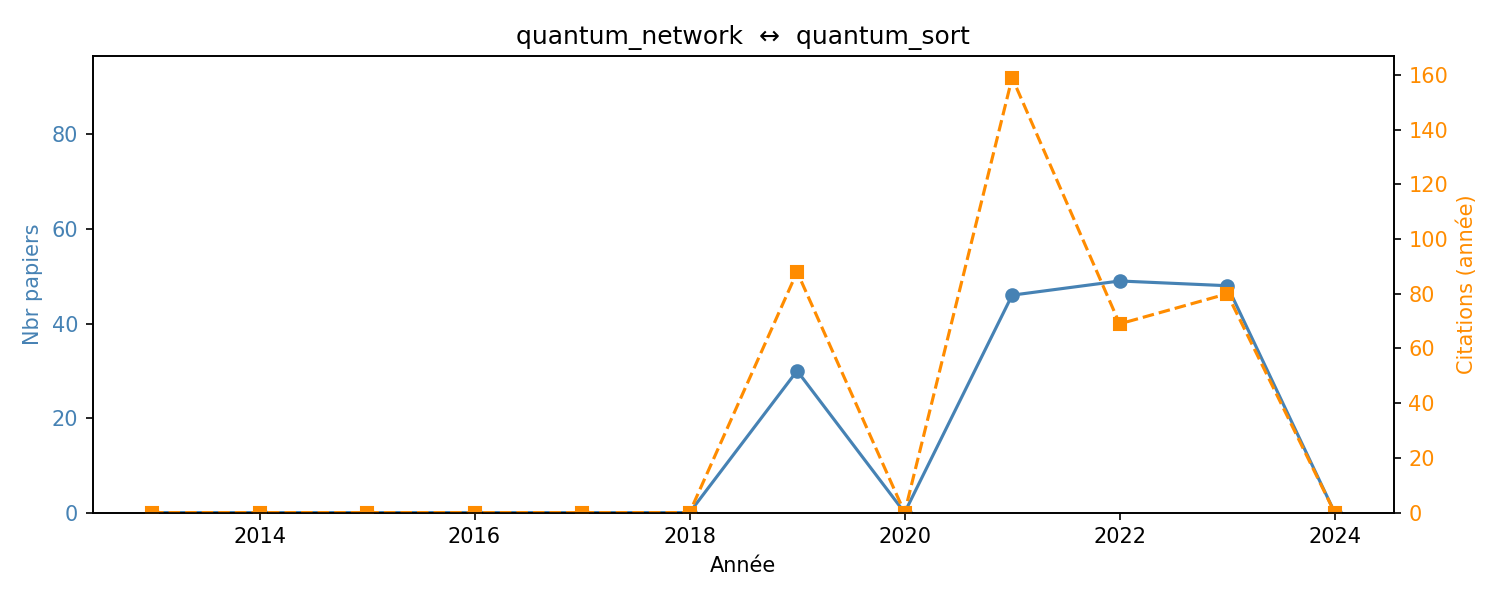 quantum_network ↔ quantum_sort
Nbr papiers
80
60
40
20
0
160
140
120
100
80
60
40
20
0
Citations (année)
2014 2016 2018 2020 2022 2024
Année